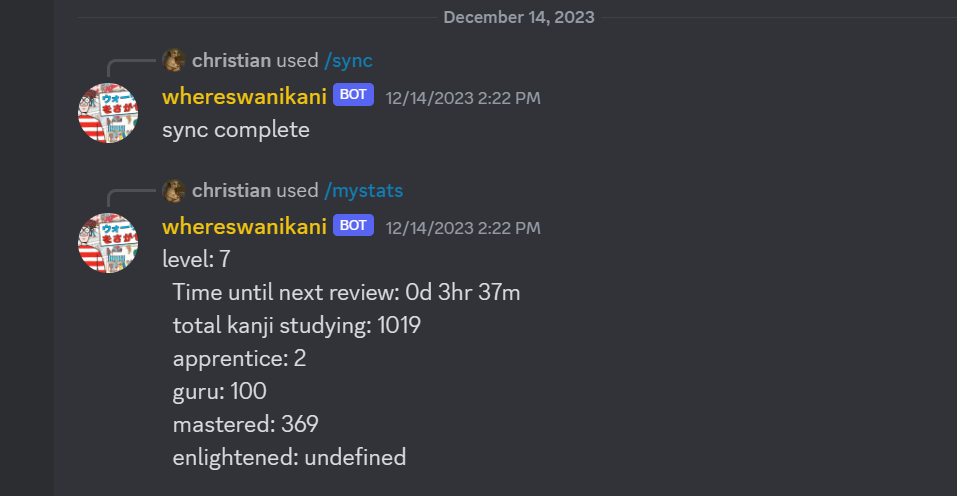 December 14, 2023
christian used /sync
whereswanikani BOT 12/14/2023 2:22 PM
sync complete
christian used /mystats
whereswanikani BOT 12/14/2023 2:22 PM
level: 7
Time until next review: 0d 3hr 37m
total kanji studying: 1019
apprentice: 2
guru: 100
mastered: 369
enlightened: undefined